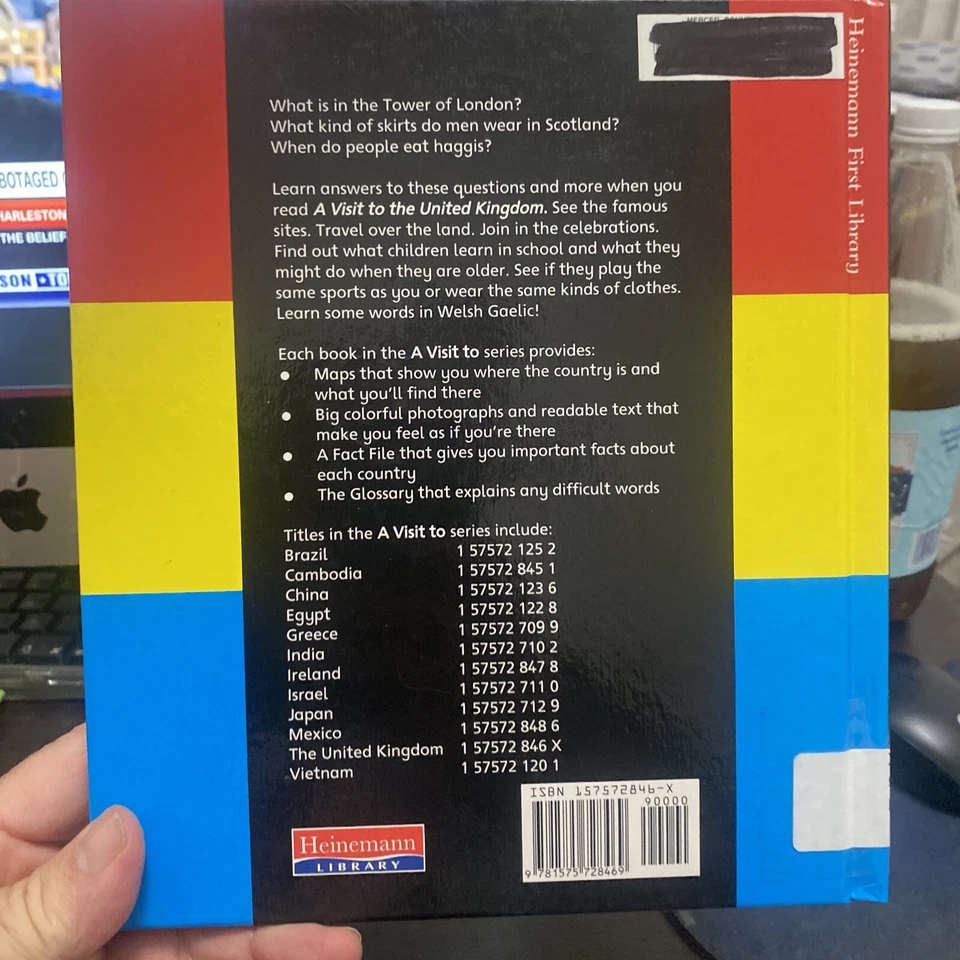 What is in the Tower of London?
What kind of skirts do men wear in Scotland?
When do people eat haggis?
Learn answers to these questions and more when you
read A Visit to the United Kingdom. See the famous
sites. Travel over the land. Join in the celebrations.
Find out what children learn in school and what they
might do when they are older. See if they play the
same sports as you or wear the same kinds of clothes.
Learn some words in Welsh Gaelic!
Each book in the A Visit to series provides:
• Maps that show you where the country is and
what you'll find there
• Big colorful photographs and readable text that
make you feel as if you're there
• A Fact File that gives you important facts about
each country
• The Glossary that explains any difficult words
Titles in the A Visit to series include:
Brazil 1 57572 125 2
Cambodia 1 57572 845 1
China 1 57572 123 6
Egypt 1 57572 122 8
Greece 1 57572 709 9
India 1 57572 710 2
Ireland 1 57572 847 8
Israel 1 57572 711 0
Japan 1 57572 712 9
Mexico 1 57572 848 6
The United Kingdom 1 57572 846 X
Vietnam 1 57572 120 1
Heinemann
LIBRARY
ISBN 157572846-X
90000
9 781575 728469
Heinemann First Library
BOTAGED
HARLESTON
THE BELIEF
SON ★ TO